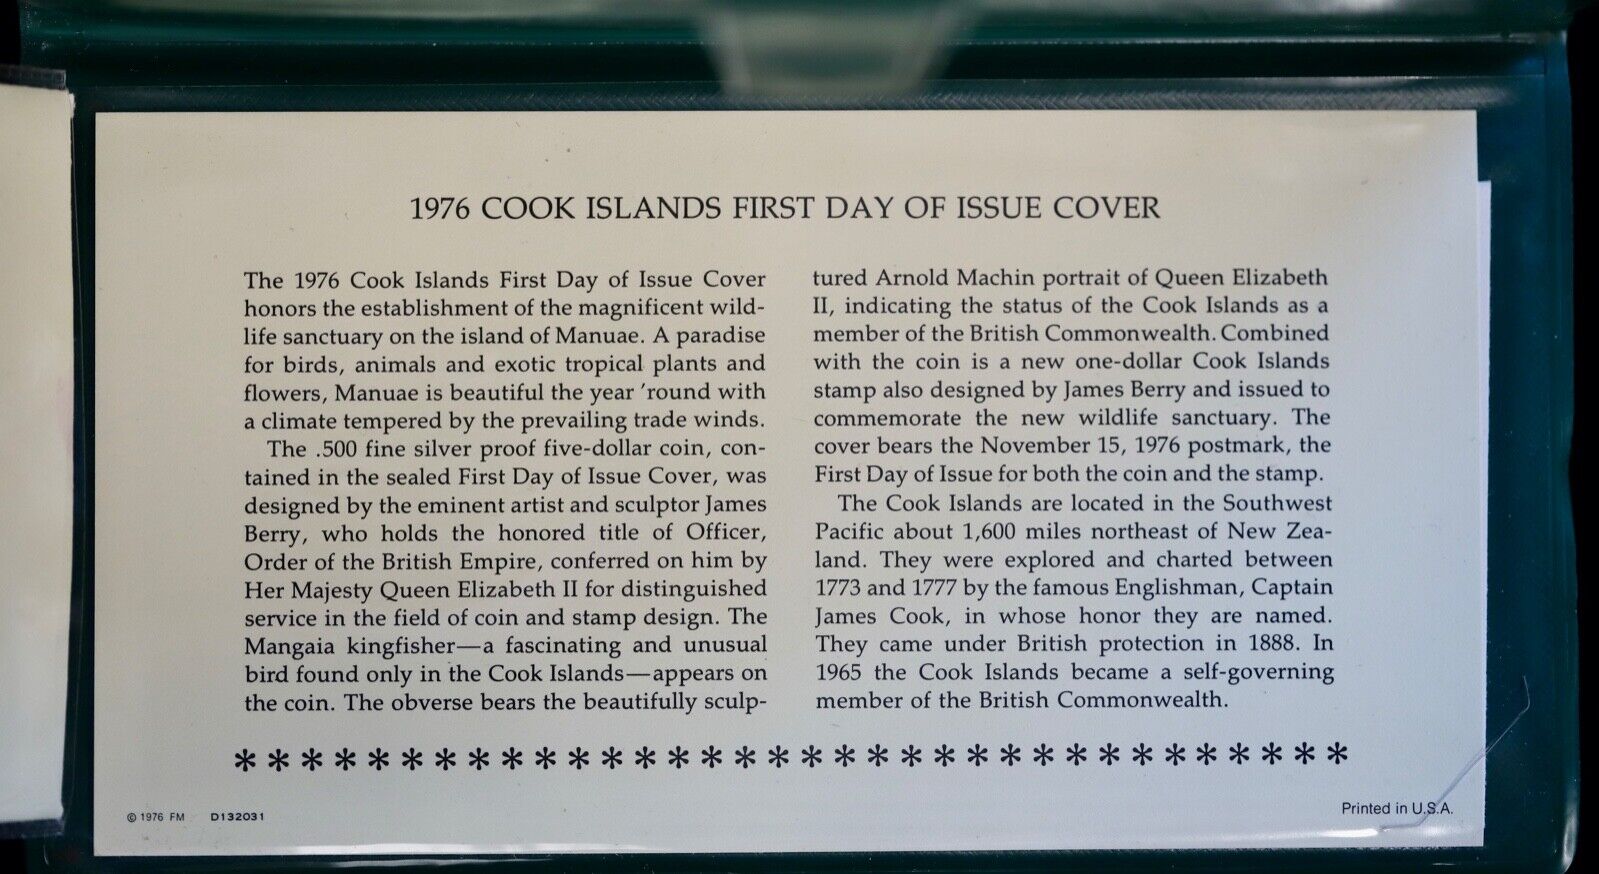 1976 COOK ISLANDS FIRST DAY OF ISSUE COVER
The 1976 Cook Islands First Day of Issue Cover
honors the establishment of the magnificent wild-
life sanctuary on the island of Manuae. A paradise
for birds, animals and exotic tropical plants and
flowers, Manuae is beautiful the year 'round with
a climate tempered by the prevailing trade winds.
The .500 fine silver proof five-dollar coin, con-
tained in the sealed First Day of Issue Cover, was
designed by the eminent artist and sculptor James
Berry, who holds the honored title of Officer,
Order of the British Empire, conferred on him by
Her Majesty Queen Elizabeth II for distinguished
service in the field of coin and stamp design. The
Mangaia kingfisher—a fascinating and unusual
bird found only in the Cook Islands—appears on
the coin. The obverse bears the beautifully sculp-
tured Arnold Machin portrait of Queen Elizabeth
II, indicating the status of the Cook Islands as a
member of the British Commonwealth. Combined
with the coin is a new one-dollar Cook Islands
stamp also designed by James Berry and issued to
commemorate the new wildlife sanctuary. The
cover bears the November 15, 1976 postmark, the
First Day of Issue for both the coin and the stamp.
The Cook Islands are located in the Southwest
Pacific about 1,600 miles northeast of New Zea-
land. They were explored and charted between
1773 and 1777 by the famous Englishman, Captain
James Cook, in whose honor they are named.
They came under British protection in 1888. In
1965 the Cook Islands became a self-governing
member of the British Commonwealth.
* * * * * * * * * * * * * * * * * * * * * * * * * * * * * * * * * *
© 1976 FM D132031
Printed in U.S.A.